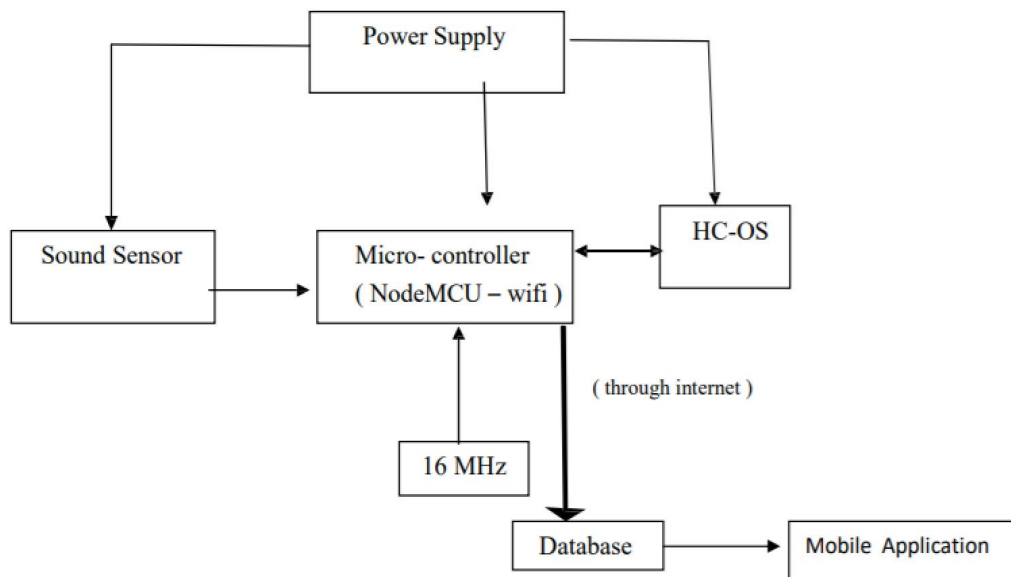 Power Supply
Sound Sensor
Micro- controller
( NodeMCU – wifi )
HC-OS
( through internet )
16 MHz
Database
Mobile Application